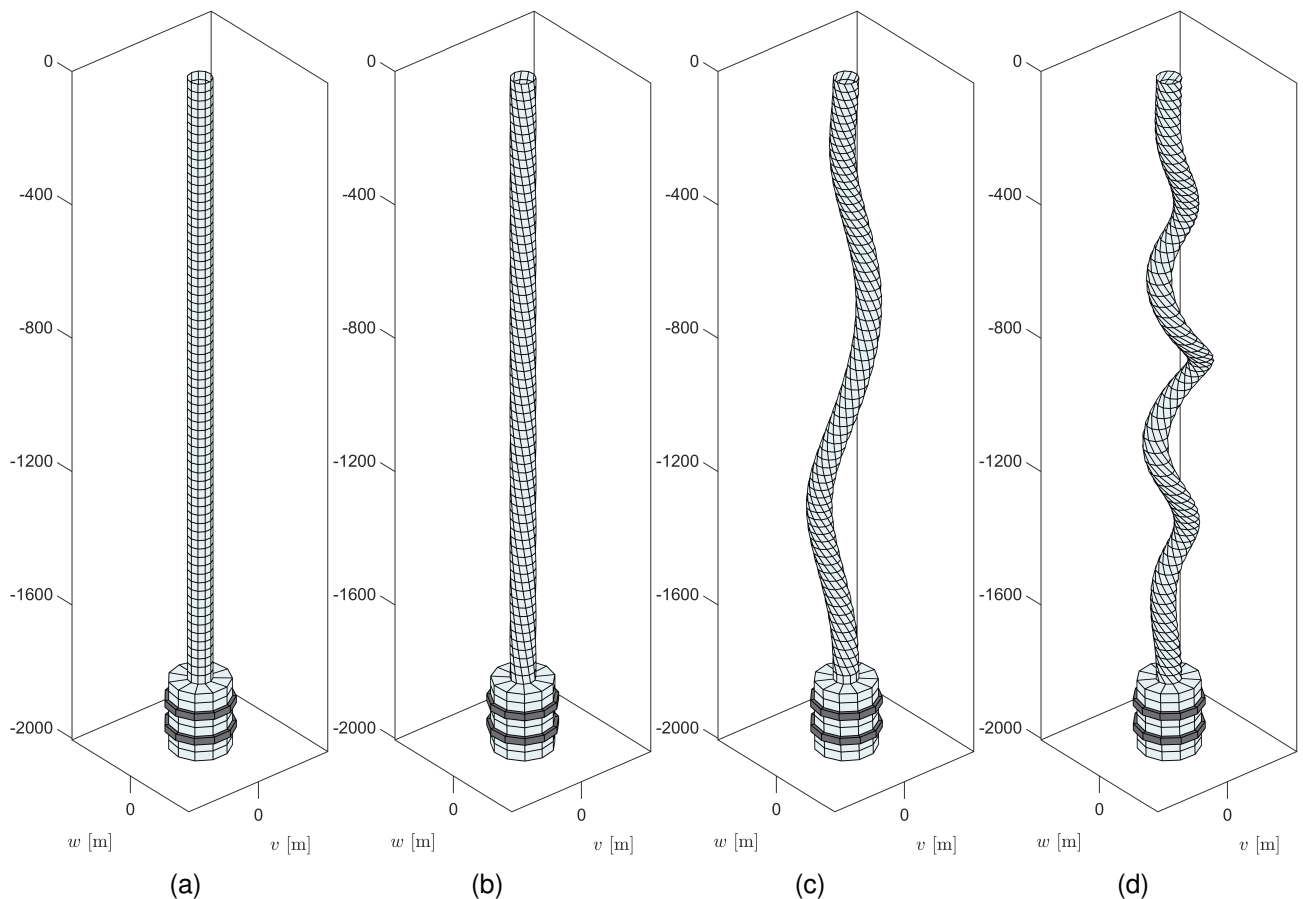 0 0 0 0
-400 -400 -400 -400
-800 -800 -800 -800
-1200 -1200 -1200 -1200
-1600 -1600 -1600 -1600
-2000 -2000 -2000 -2000
0 0 0 0 0 0 0 0
w [m] v [m] w [m] v [m] w [m] v [m] w [m] v [m]
(a) (b) (c) (d)